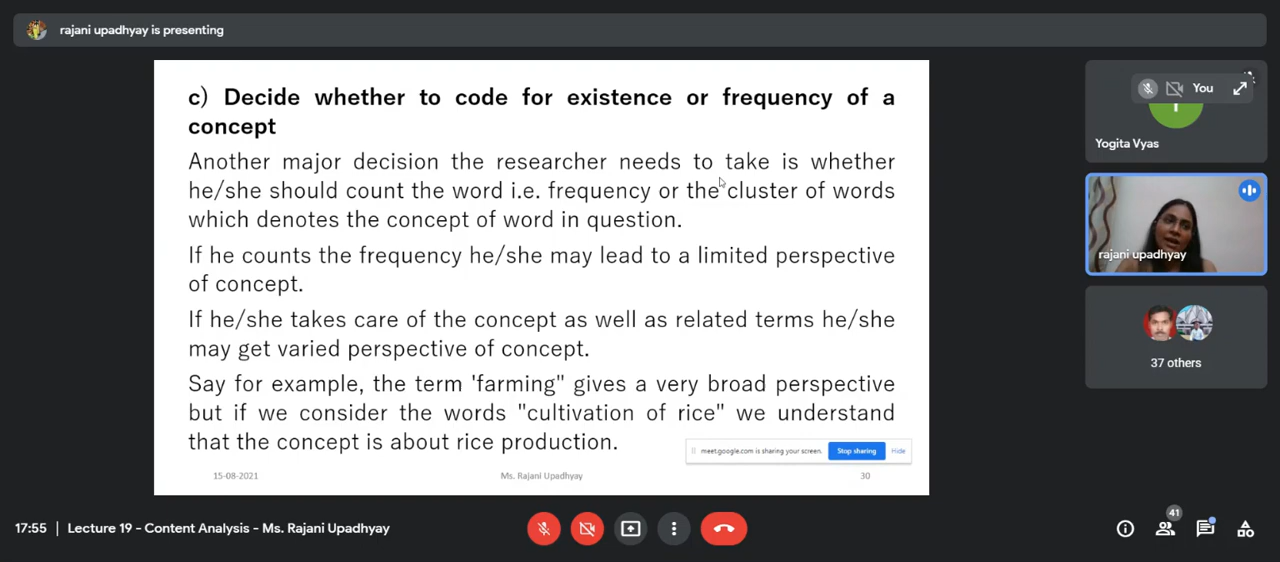 rajani upadhyay is presenting
c) Decide whether to code for existence or frequency of a
concept
Another major decision the researcher needs to take is whether
he/she should count the word i.e. frequency or the cluster of words
which denotes the concept of word in question.
If he counts the frequency he/she may lead to a limited perspective
of concept.
If he/she takes care of the concept as well as related terms he/she
may get varied perspective of concept.
Say for example, the term 'farming" gives a very broad perspective
but if we consider the words "cultivation of rice" we understand
that the concept is about rice production.
meet.google.com is sharing your screen. Stop sharing Hide
15-08-2021 Ms. Rajani Upadhyay 30
You
Yogita Vyas
rajani upadhyay
37 others
17:55 | Lecture 19 - Content Analysis - Ms. Rajani Upadhyay
41